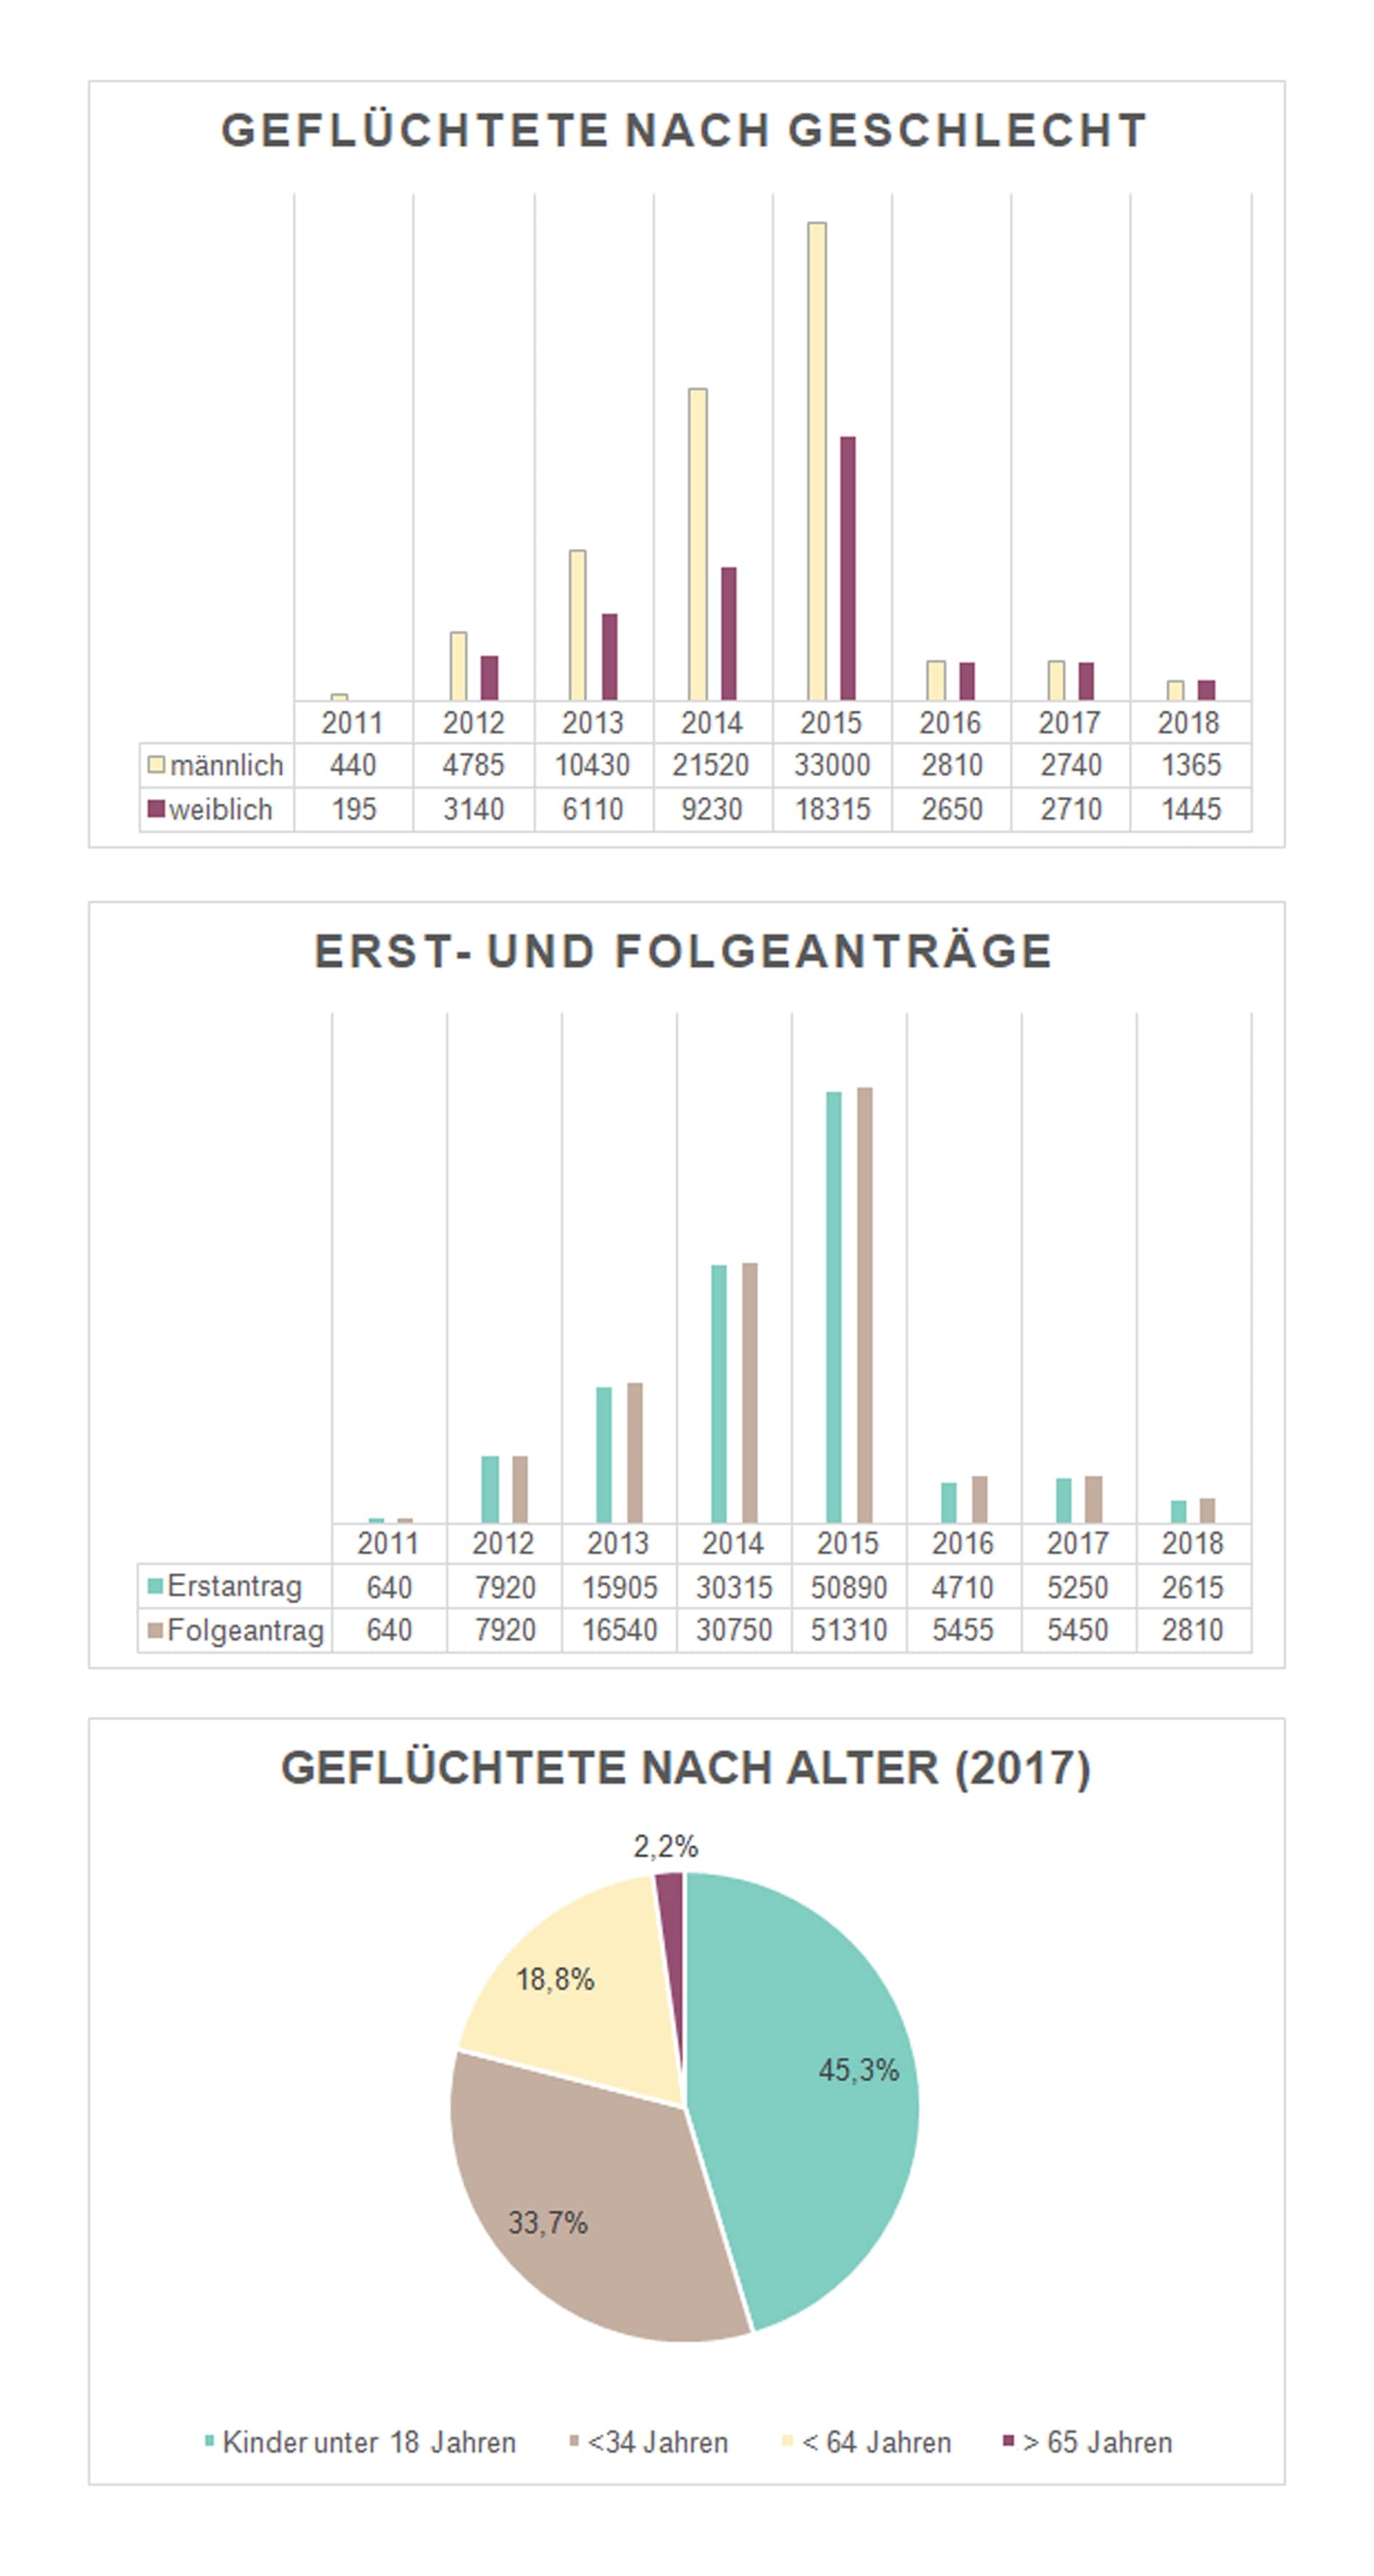 GEFLÜCHTETE NACH GESCHLECHT
2011 2012 2013 2014 2015 2016 2017 2018
männlich 440 4785 10430 21520 33000 2810 2740 1365
weiblich 195 3140 6110 9230 18315 2650 2710 1445
ERST- UND FOLGEANTRÄGE
2011 2012 2013 2014 2015 2016 2017 2018
Erstantrag 640 7920 15905 30315 50890 4710 5250 2615
Folgeantrag 640 7920 16540 30750 51310 5455 5450 2810
GEFLÜCHTETE NACH ALTER (2017)
2,2%
18,8%
45,3%
33,7%
Kinder unter 18 Jahren <34 Jahren < 64 Jahren > 65 Jahren